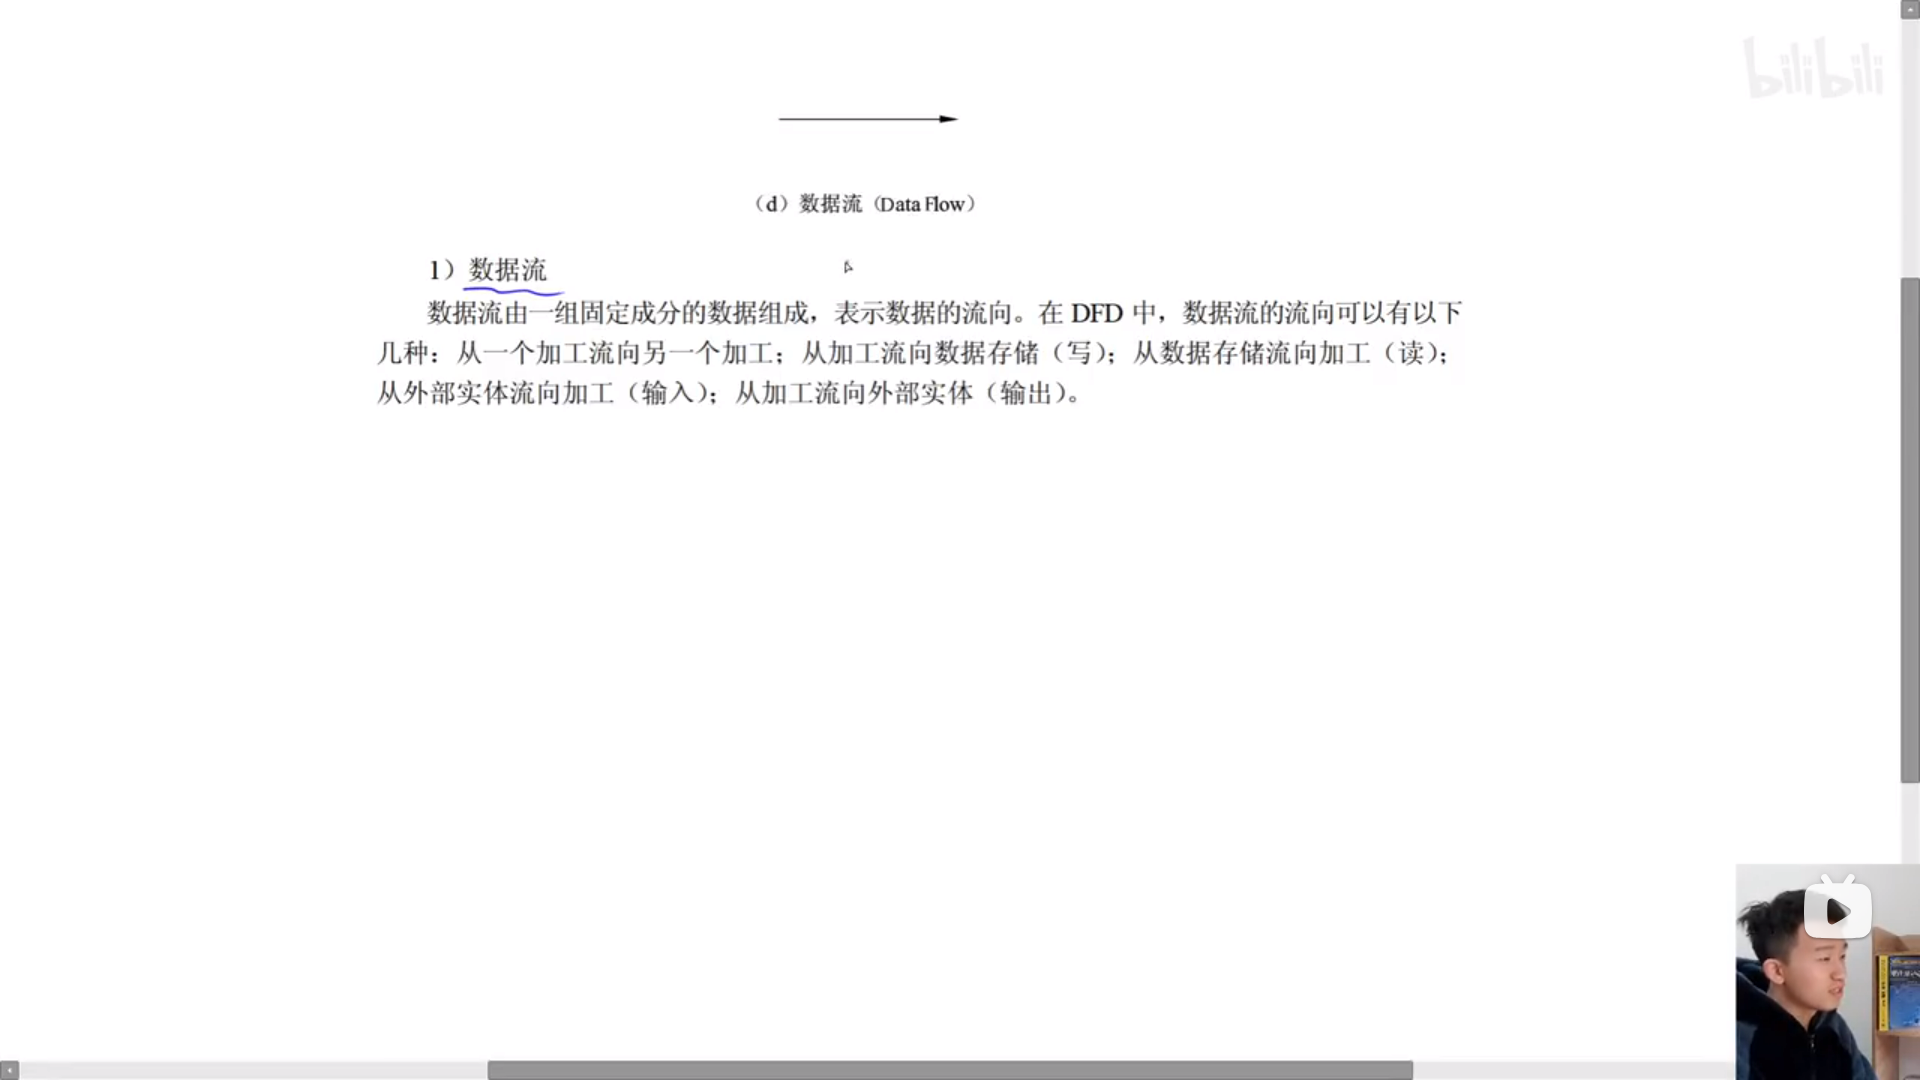 bilibili
（d）数据流（Data Flow）
1）数据流
数据流由一组固定成分的数据组成，表示数据的流向。在 DFD 中，数据流的流向可以有以下
几种：从一个加工流向另一个加工；从加工流向数据存储（写）；从数据存储流向加工（读）；
从外部实体流向加工（输入）；从加工流向外部实体（输出）。